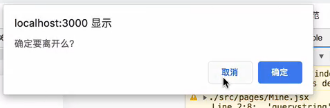 localhost:3000 显示
确定要离开么?
取消
确定
./src/pages/Mine.jsx
Line 2:8: 'querystring'